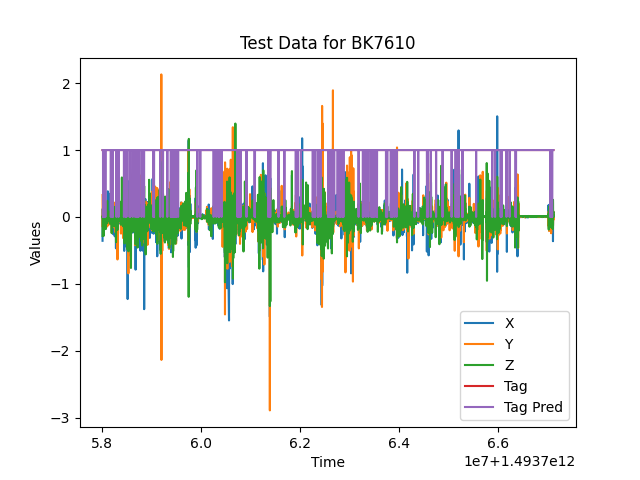 Test Data for BK7610
Values
2
1
0
−1
−2
−3
5.8
6.0
6.2
6.4
6.6
1e7+1.4937e12
Time
X
Y
Z
Tag
Tag Pred